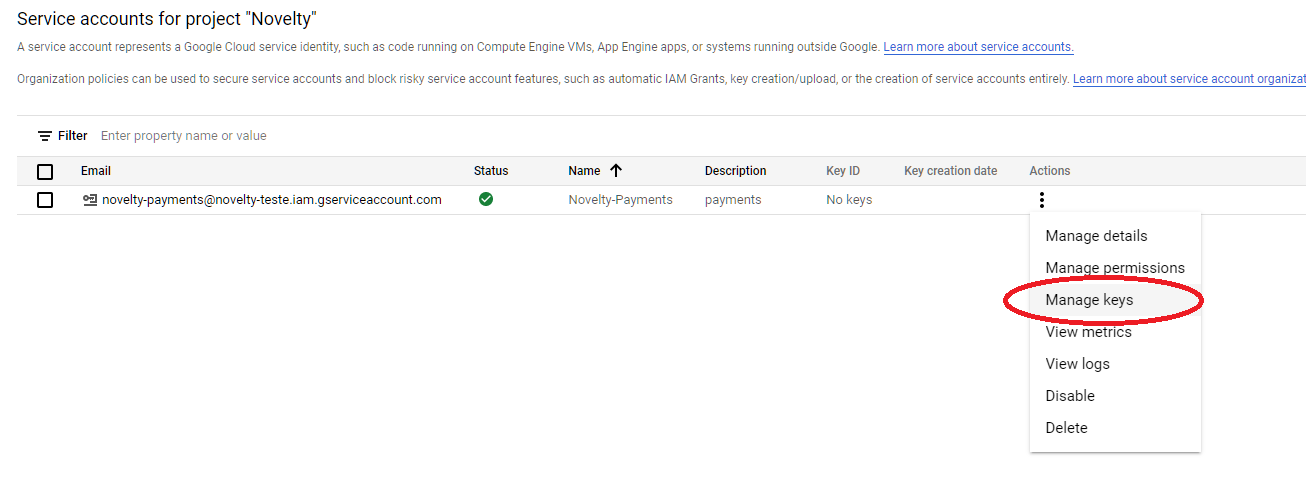 Service accounts for project "Novelty"
A service account represents a Google Cloud service identity, such as code running on Compute Engine VMs, App Engine apps, or systems running outside Google. Learn more about service accounts.
Organization policies can be used to secure service accounts and block risky service account features, such as automatic IAM Grants, key creation/upload, or the creation of service accounts entirely. Learn more about service account organizat
Filter Enter property name or value
Email Status Name Description Key ID Key creation date Actions
novelty-payments@novelty-teste.iam.gserviceaccount.com Novelty-Payments payments No keys
Manage details
Manage permissions
Manage keys
View metrics
View logs
Disable
Delete